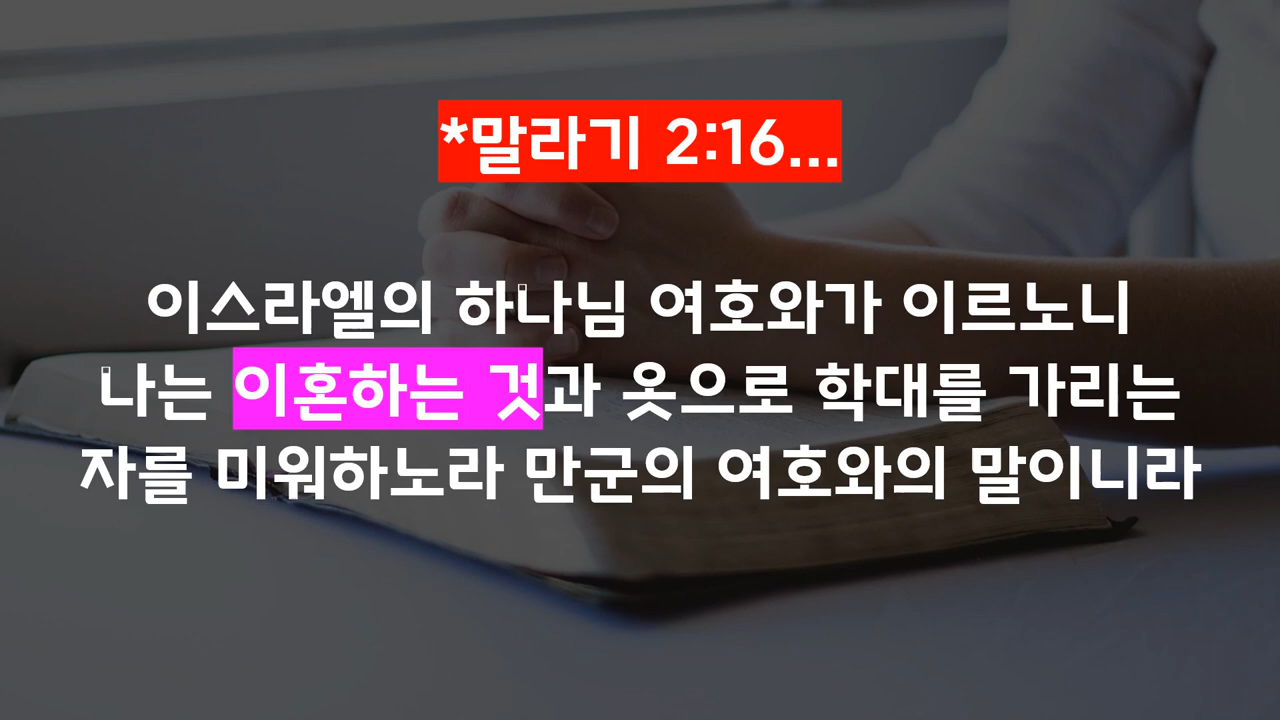 *말라기 2:16...
이스라엘의 하나님 여호와가 이르노니
나는 이혼하는 것과 옷으로 학대를 가리는
자를 미워하노라 만군의 여호와의 말이니라